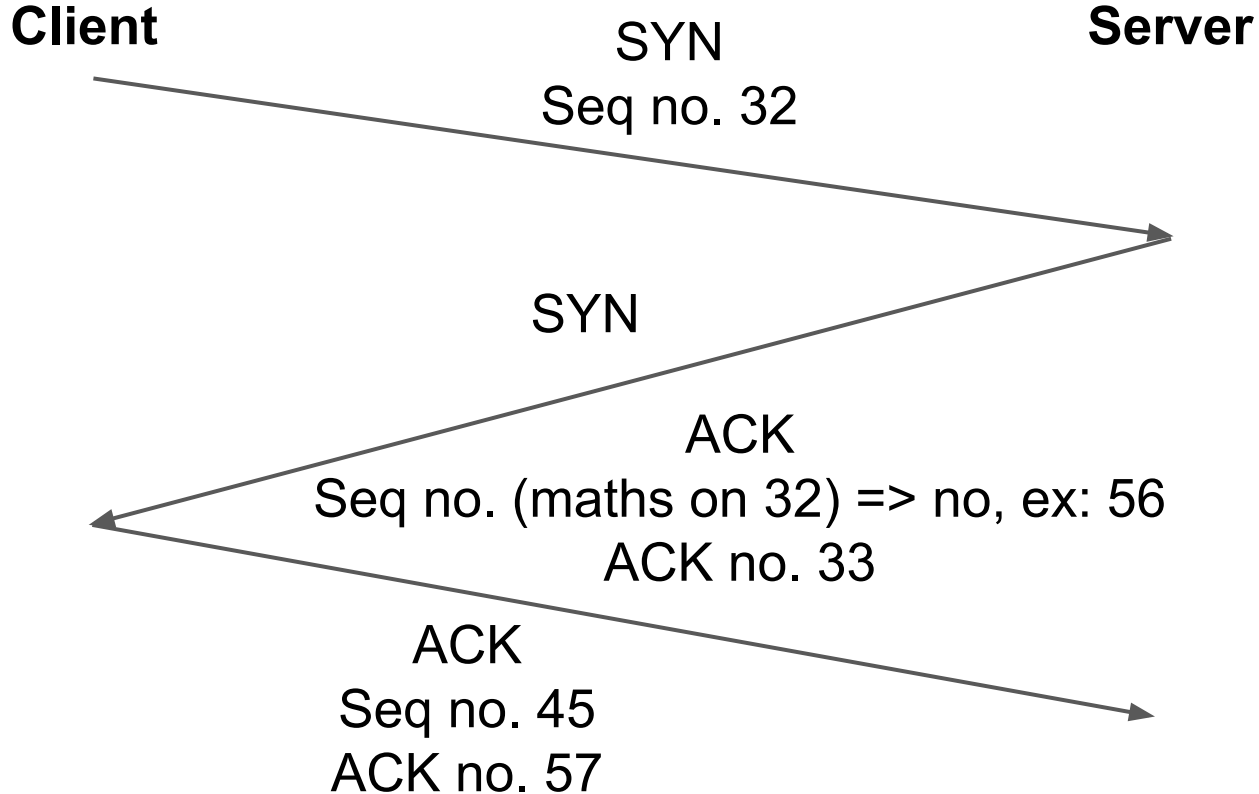 Client
Server
SYN
Seq no. 32
SYN
ACK
Seq no. (maths on 32) => no, ex: 56
ACK no. 33
ACK
Seq no. 45
ACK no. 57